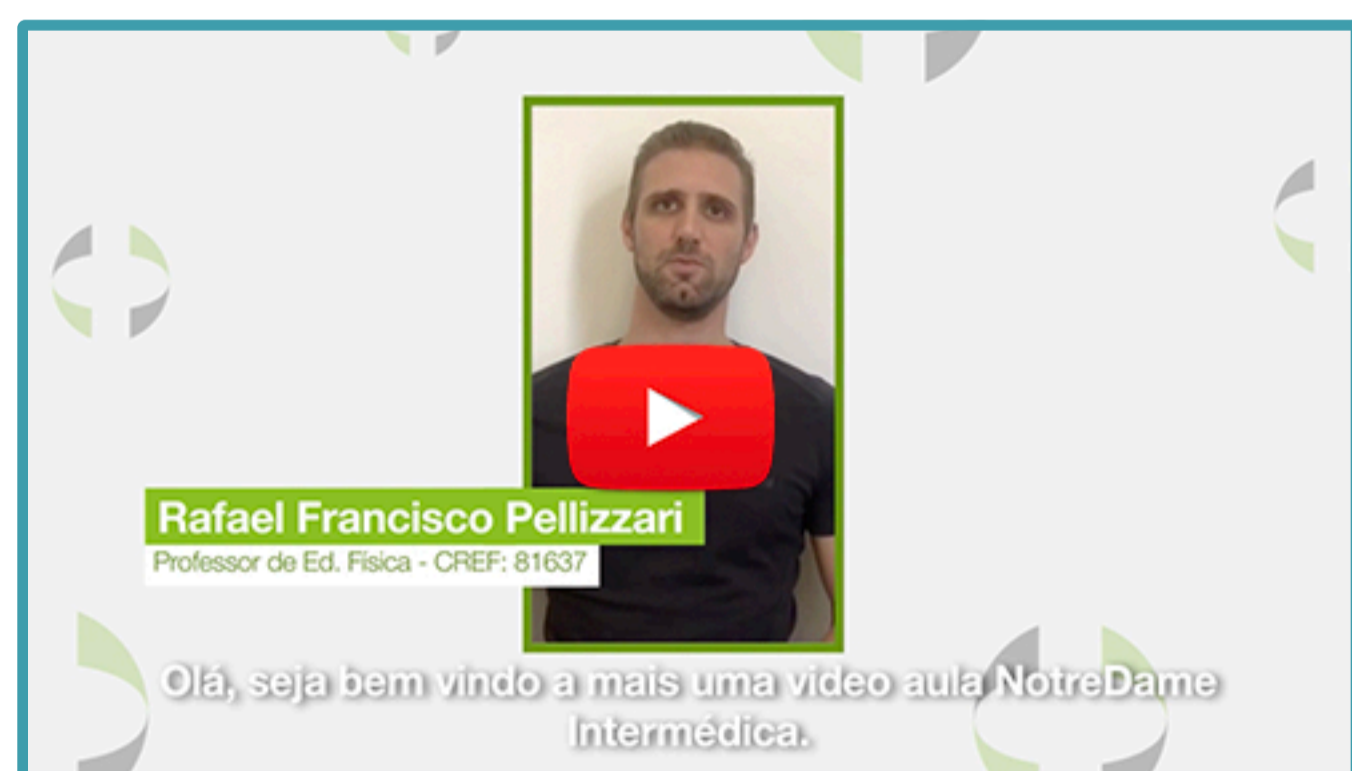 Rafael Francisco Pellizzari
Professor de Ed. Física - CREF: 81637
Olá, seja bem vindo a mais uma video aula NotreDame
Intermédica.